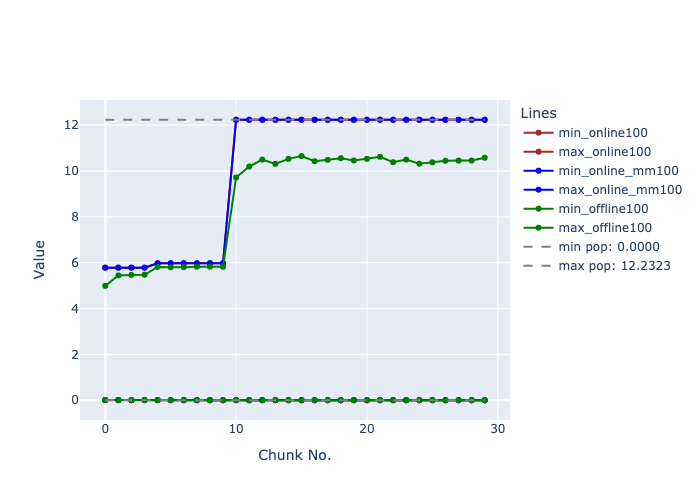 Lines
min_online100
max_online100
min_online_mm100
max_online_mm100
min_offline100
max_offline100
min pop: 0.0000
max pop: 12.2323
Value
12
10
8
6
4
2
0
0
10
20
30
Chunk No.